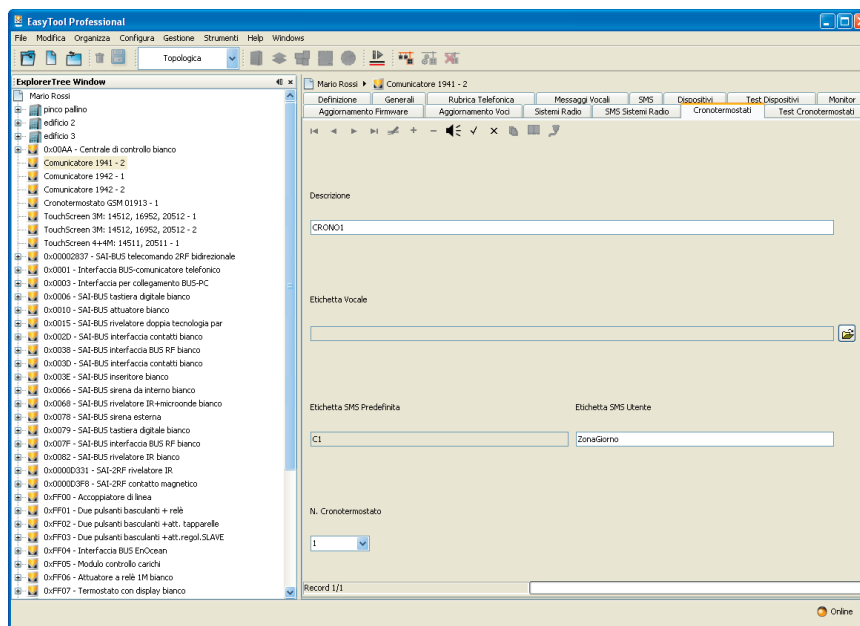 EasyTool Professional
File Modifica Organizza Configura Gestione Strumenti Help Windows
Topologica
ExplorerTree Window
Mario Rossi
pinco pallino
edificio 2
edificio 3
0x00AA - Centrale di controllo bianco
Comunicatore 1941 - 2
Comunicatore 1942 - 1
Comunicatore 1942 - 2
Cronotermostato GSM 01913 - 1
TouchScreen 3M: 14512, 16952, 20512 - 1
TouchScreen 3M: 14512, 16952, 20512 - 2
TouchScreen 4+4M: 14511, 20511 - 1
0x00002837 - SAI-BUS telecomando 2RF bidirezionale
0x0001 - Interfaccia BUS-comunicatore telefonico
0x0003 - Interfaccia per collegamento BUS-PC
0x0006 - SAI-BUS tastiera digitale bianco
0x0010 - SAI-BUS attuatore bianco
0x0015 - SAI-BUS rivelatore doppia tecnologia par
0x002D - SAI-BUS interfaccia contatti bianco
0x0038 - SAI-BUS interfaccia BUS RF bianco
0x003D - SAI-BUS interfaccia contatti bianco
0x003E - SAI-BUS inseritore bianco
0x0066 - SAI-BUS sirena da interno bianco
0x0068 - SAI-BUS rivelatore IR+microonde bianco
0x0078 - SAI-BUS sirena esterna
0x0079 - SAI-BUS tastiera digitale bianco
0x007F - SAI-BUS interfaccia BUS RF bianco
0x0082 - SAI-BUS rivelatore IR bianco
0x0000D331 - SAI-2RF rivelatore IR
0x0000D3F8 - SAI-2RF contatto magnetico
0xFF00 - Accoppiatore di linea
0xFF01 - Due pulsanti basculanti + relè
0xFF02 - Due pulsanti basculanti +att. tapparelle
0xFF03 - Due pulsanti basculanti +att.regol.SLAVE
0xFF04 - Interfaccia BUS EnOcean
0xFF05 - Modulo controllo carichi
0xFF06 - Attuatore a relè 1M bianco
0xFF07 - Termostato con display bianco
Mario Rossi Comunicatore 1941 - 2
Definizione Generali Rubrica Telefonica Messaggi Vocali SMS Dispositivi Test Dispositivi Monitor
Aggiornamento Firmware Aggiornamento Voci Sistemi Radio SMS Sistemi Radio Cronotermostati Test Cronotermostati
Descrizione
CRONO1
Etichetta Vocale
Etichetta SMS Predefinita Etichetta SMS Utente
C1 ZonaGiorno
N. Cronotermostato
1
Record 1/1
Online